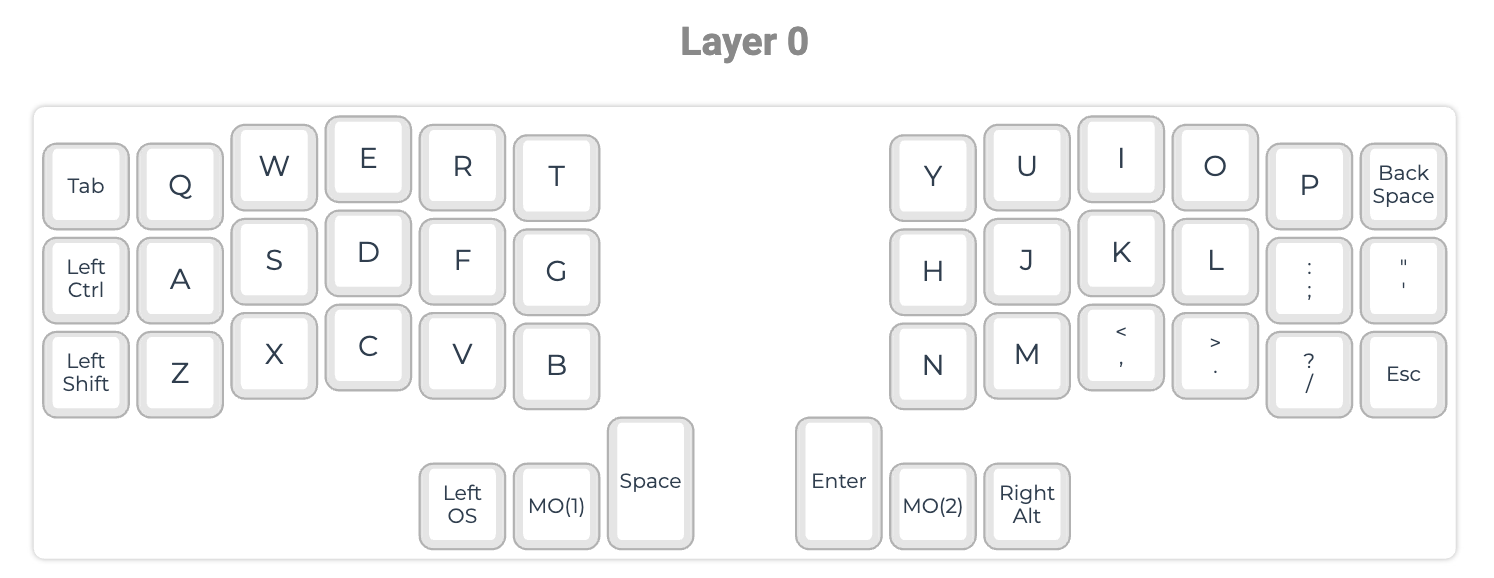 Layer 0
Tab
Q
W
E
R
T
Y
U
I
O
P
Back
Space
Left
Ctrl
A
S
D
F
G
H
J
K
L
:
;
"
'
Left
Shift
Z
X
C
V
B
N
M
<
,
>
.
?
/
Esc
Left
OS
MO(1)
Space
Enter
MO(2)
Right
Alt